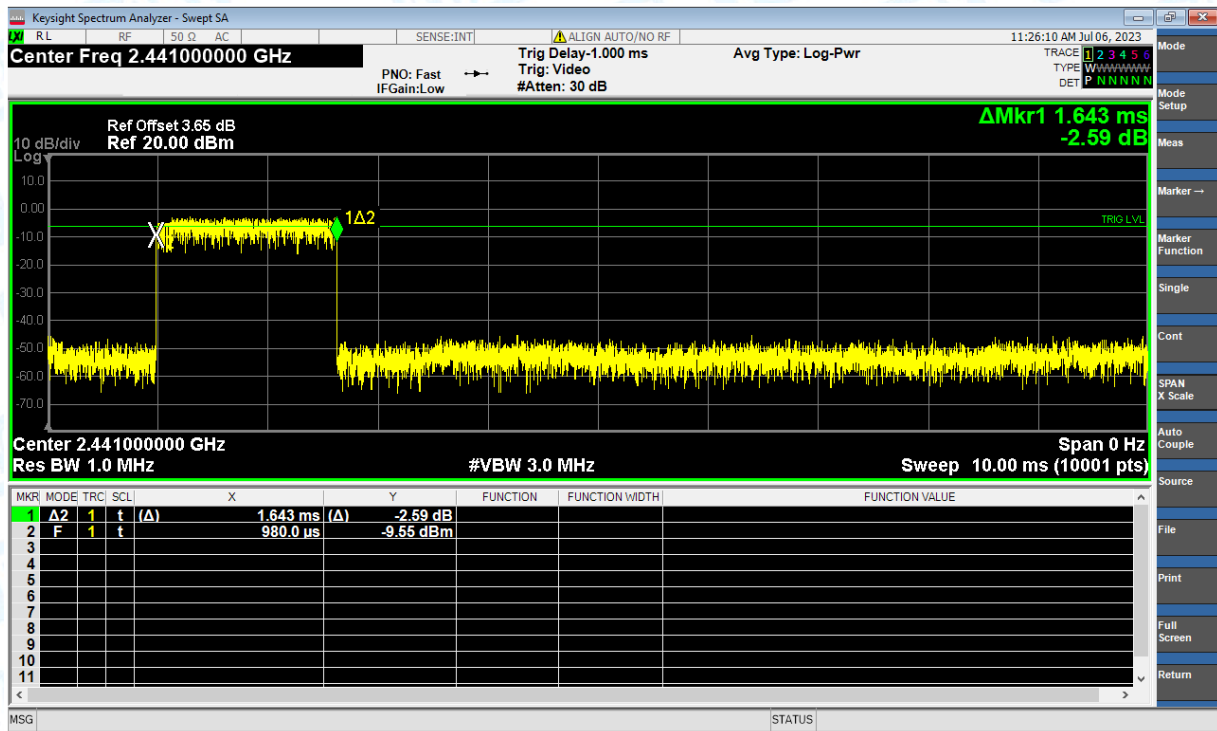 Keysight Spectrum Analyzer - Swept SA
LXI RL RF 50 Ω AC SENSE:INT ALIGN AUTO/NO RF 11:26:10 AM Jul 06, 2023
Center Freq 2.441000000 GHz
PNO: Fast
IFGain:Low
Trig Delay-1.000 ms
Trig: Video
#Atten: 30 dB
Avg Type: Log-Pwr
TRACE 1 2 3 4 5 6
TYPE WWWWWW
DET P N N N N N
ΔMkr1 1.643 ms
-2.59 dB
Ref Offset 3.65 dB
10 dB/div Ref 20.00 dBm
Log
10.0
0.00
-10.0
-20.0
-30.0
-40.0
-50.0
-60.0
-70.0
1Δ2
TRIG LVL
Center 2.441000000 GHz Span 0 Hz
Res BW 1.0 MHz #VBW 3.0 MHz Sweep 10.00 ms (10001 pts)
MKR MODE TRC SCL X Y FUNCTION FUNCTION WIDTH FUNCTION VALUE
1 Δ2 1 t (Δ) 1.643 ms (Δ) -2.59 dB
2 F 1 t 980.0 µs -9.55 dBm
3
4
5
6
7
8
9
10
11
MSG STATUS
Mode
Mode
Setup
Meas
Marker →
Marker
Function
Single
Cont
SPAN
X Scale
Auto
Couple
Source
File
Print
Full
Screen
Return